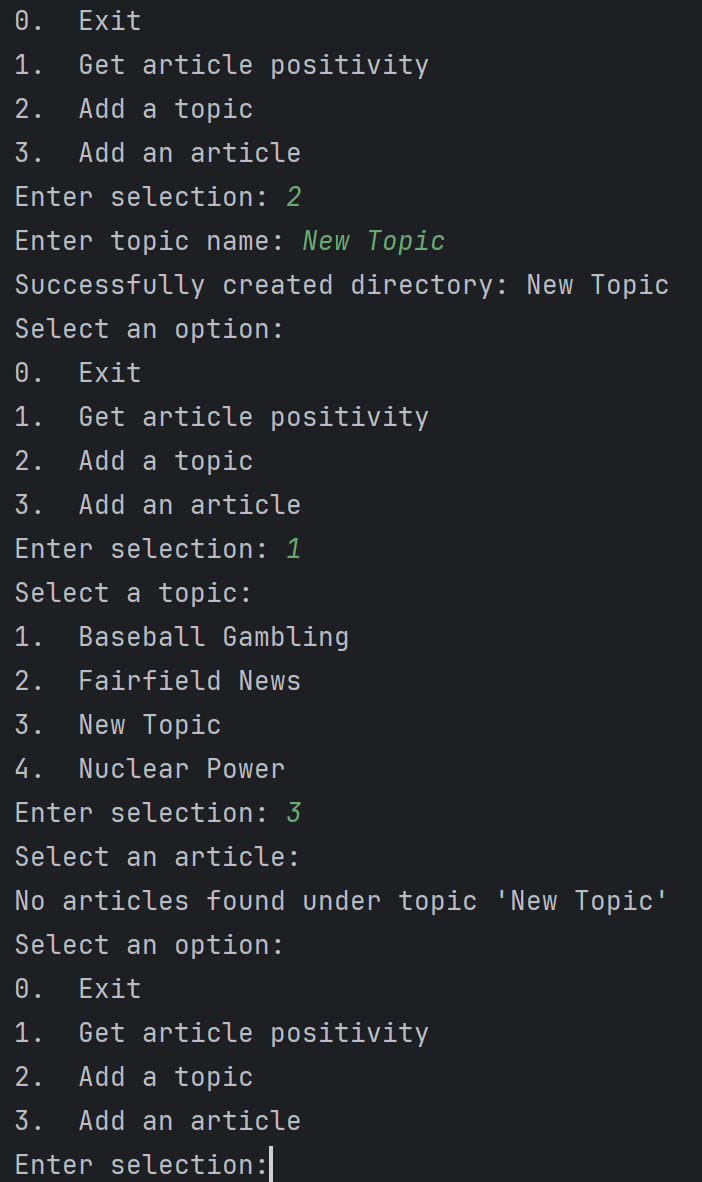 0.  Exit
1.  Get article positivity
2.  Add a topic
3.  Add an article
Enter selection: 2
Enter topic name: New Topic
Successfully created directory: New Topic
Select an option:
0.  Exit
1.  Get article positivity
2.  Add a topic
3.  Add an article
Enter selection: 1
Select a topic:
1.  Baseball Gambling
2.  Fairfield News
3.  New Topic
4.  Nuclear Power
Enter selection: 3
Select an article:
No articles found under topic 'New Topic'
Select an option:
0.  Exit
1.  Get article positivity
2.  Add a topic
3.  Add an article
Enter selection: